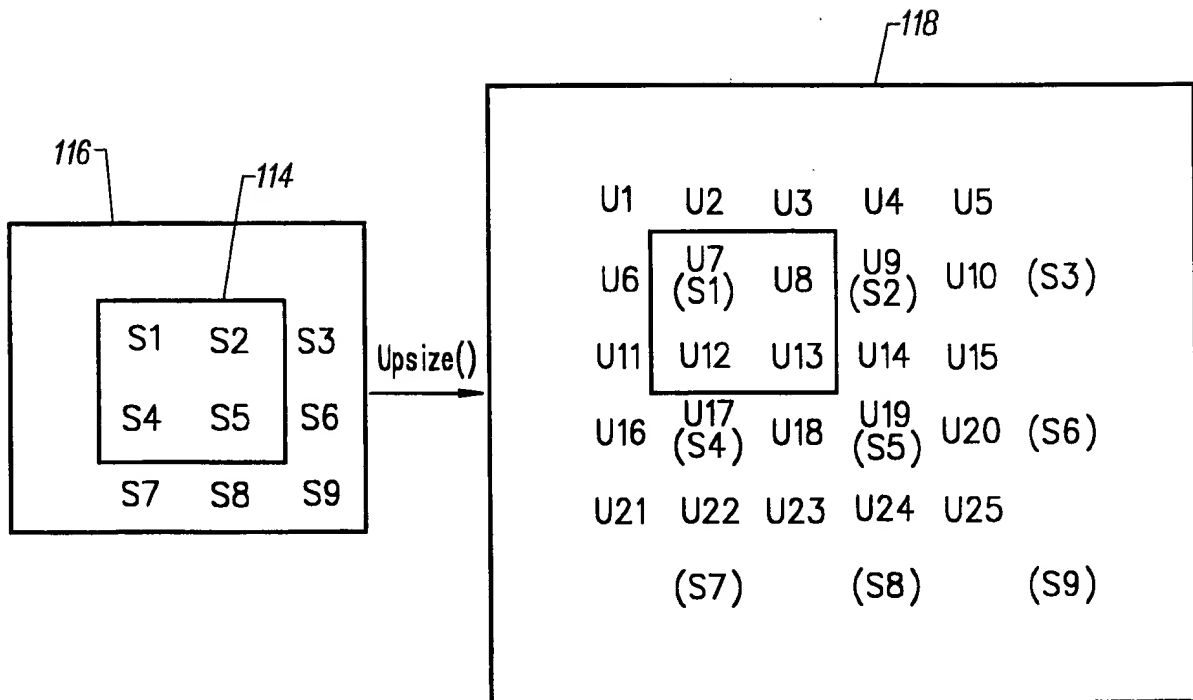 118
116
114
S1 S2 S3
S4 S5 S6
S7 S8 S9
Upsize()
U1 U2 U3 U4 U5
U6 U7 U8 U9 U10 (S3)
(S1) (S2)
U11 U12 U13 U14 U15
U16 U17 U18 U19 U20 (S6)
(S4) (S5)
U21 U22 U23 U24 U25
(S7) (S8) (S9)